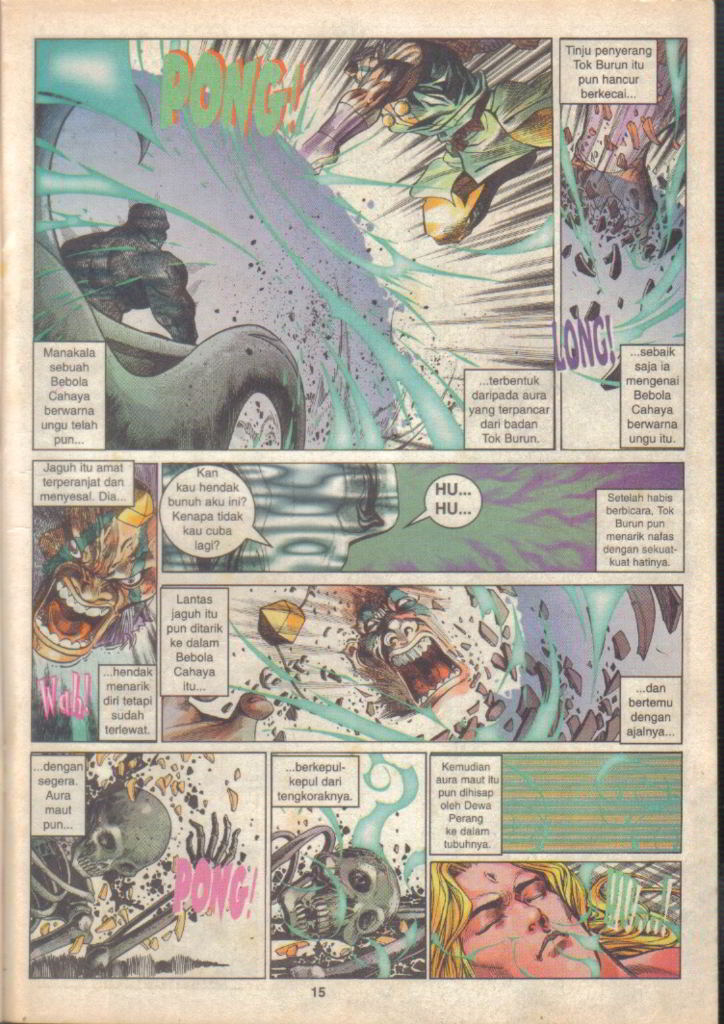 PONG!
Manakala
sebuah
Bebola
Cahaya
berwarna
ungu telah
pun...
...terbentuk
daripada aura
yang terpancar
dari badan
Tok Burun.
Tinju penyerang
Tok Burun itu
pun hancur
berkecai...
LONG!
...sebaik
saja ia
mengenai
Bebola
Cahaya
berwarna
ungu itu.
Jaguh itu amat
terperanjat dan
menyesal. Dia...
Wah!
...hendak
menarik
diri tetapi
sudah
terlewat.
Kan
kau hendak
bunuh aku ini?
Kenapa tidak
kau cuba
lagi?
HU...
HU...
Setelah habis
berbicara, Tok
Burun pun
menarik nafas
dengan sekuat-
kuat hatinya.
Lantas
jaguh itu
pun ditarik
ke dalam
Bebola
Cahaya
itu...
...dan
bertemu
dengan
ajalnya...
...dengan
segera.
Aura
maut
pun...
PONG!
...berkepul-
kepul dari
tengkoraknya.
Kemudian
aura maut itu
pun dihisap
oleh Dewa
Perang
ke dalam
tubuhnya.
15